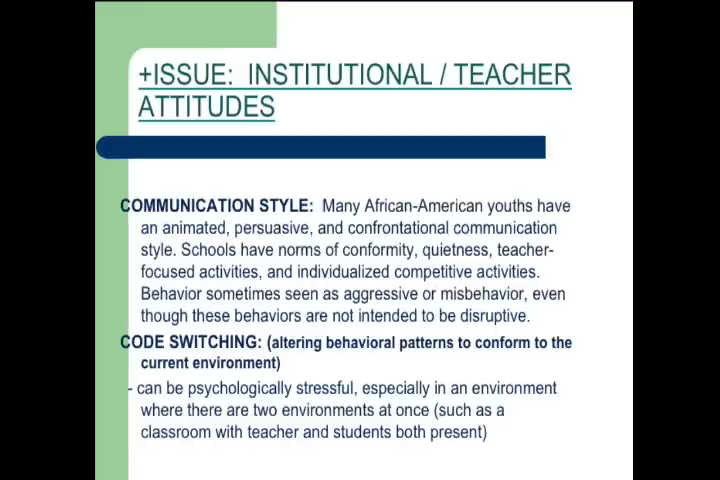 +ISSUE: INSTITUTIONAL / TEACHER
ATTITUDES
COMMUNICATION STYLE: Many African-American youths have
an animated, persuasive, and confrontational communication
style. Schools have norms of conformity, quietness, teacher-
focused activities, and individualized competitive activities.
Behavior sometimes seen as aggressive or misbehavior, even
though these behaviors are not intended to be disruptive.
CODE SWITCHING: (altering behavioral patterns to conform to the
current environment)
- can be psychologically stressful, especially in an environment
where there are two environments at once (such as a
classroom with teacher and students both present)